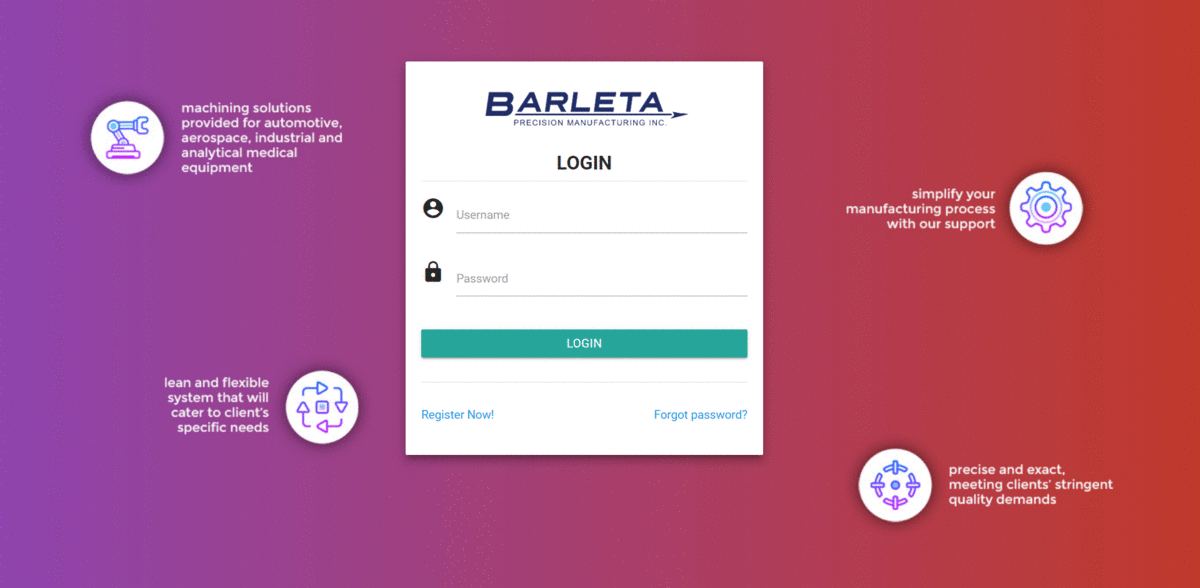 machining solutions
provided for automotive,
aerospace, industrial and
analytical medical
equipment
lean and flexible
system that will
cater to client's
specific needs
BARLETA
PRECISION MANUFACTURING INC.
LOGIN
Username
Password
LOGIN
Register Now!
Forgot password?
simplify your
manufacturing process
with our support
precise and exact,
meeting clients' stringent
quality demands